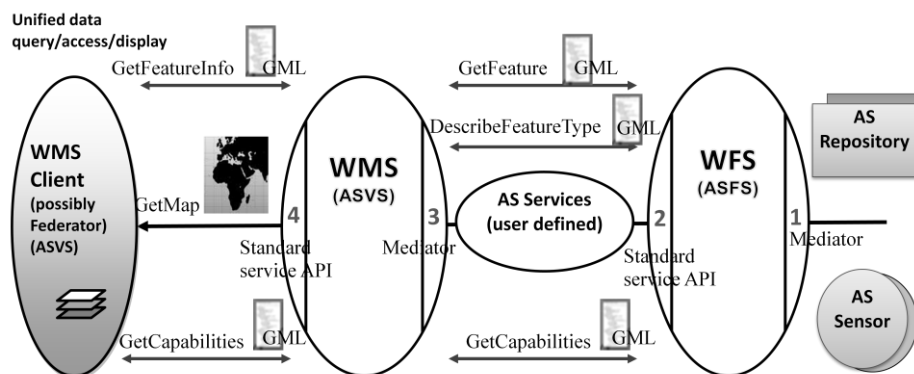 Unified data
query/access/display
GetFeatureInfo
GML
GetFeature
GML
DescribeFeatureType
GML
AS
Repository
WMS
Client
(possibly
Federator)
(ASVS)
GetMap
4
Standard
service API
WMS
(ASVS)
3
Mediator
AS Services
(user defined)
2
Standard
service API
WFS
(ASFS)
1
Mediator
AS
Sensor
GetCapabilities
GML
GetCapabilities
GML